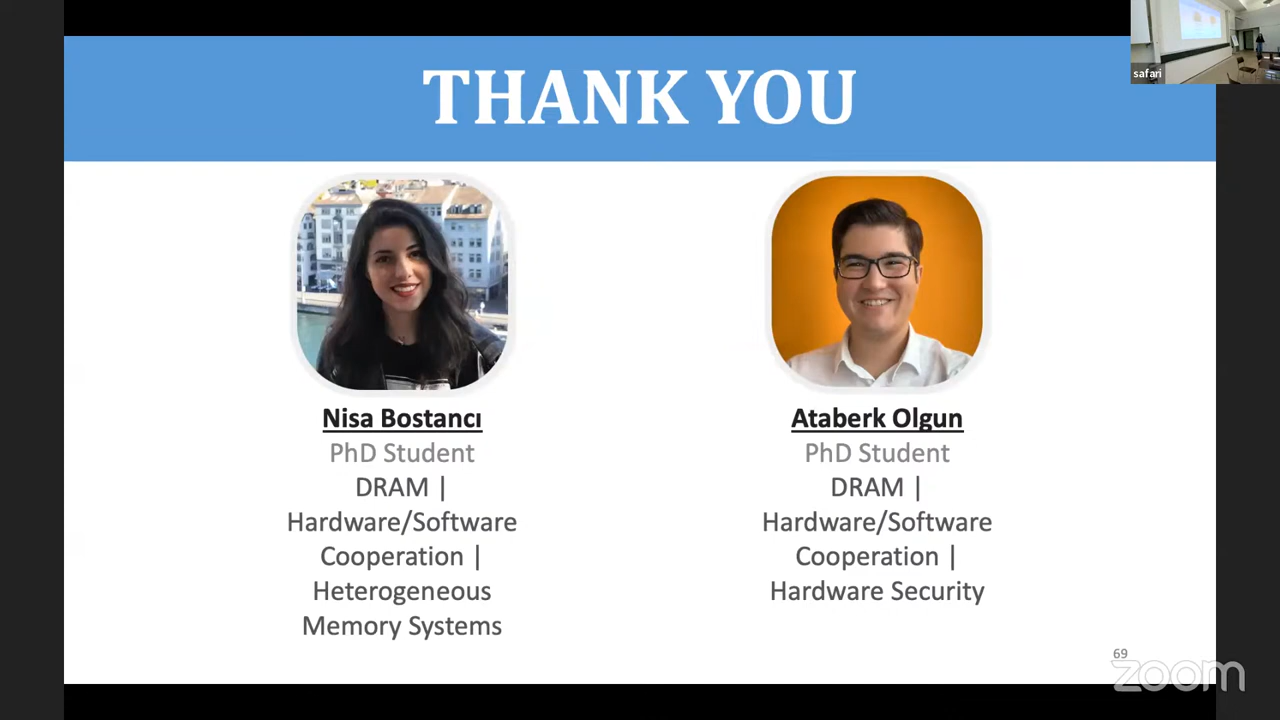 safari
THANK YOU
Nisa Bostancı
PhD Student
DRAM |
Hardware/Software
Cooperation |
Heterogeneous
Memory Systems
Ataberk Olgun
PhD Student
DRAM |
Hardware/Software
Cooperation |
Hardware Security
69
zoom